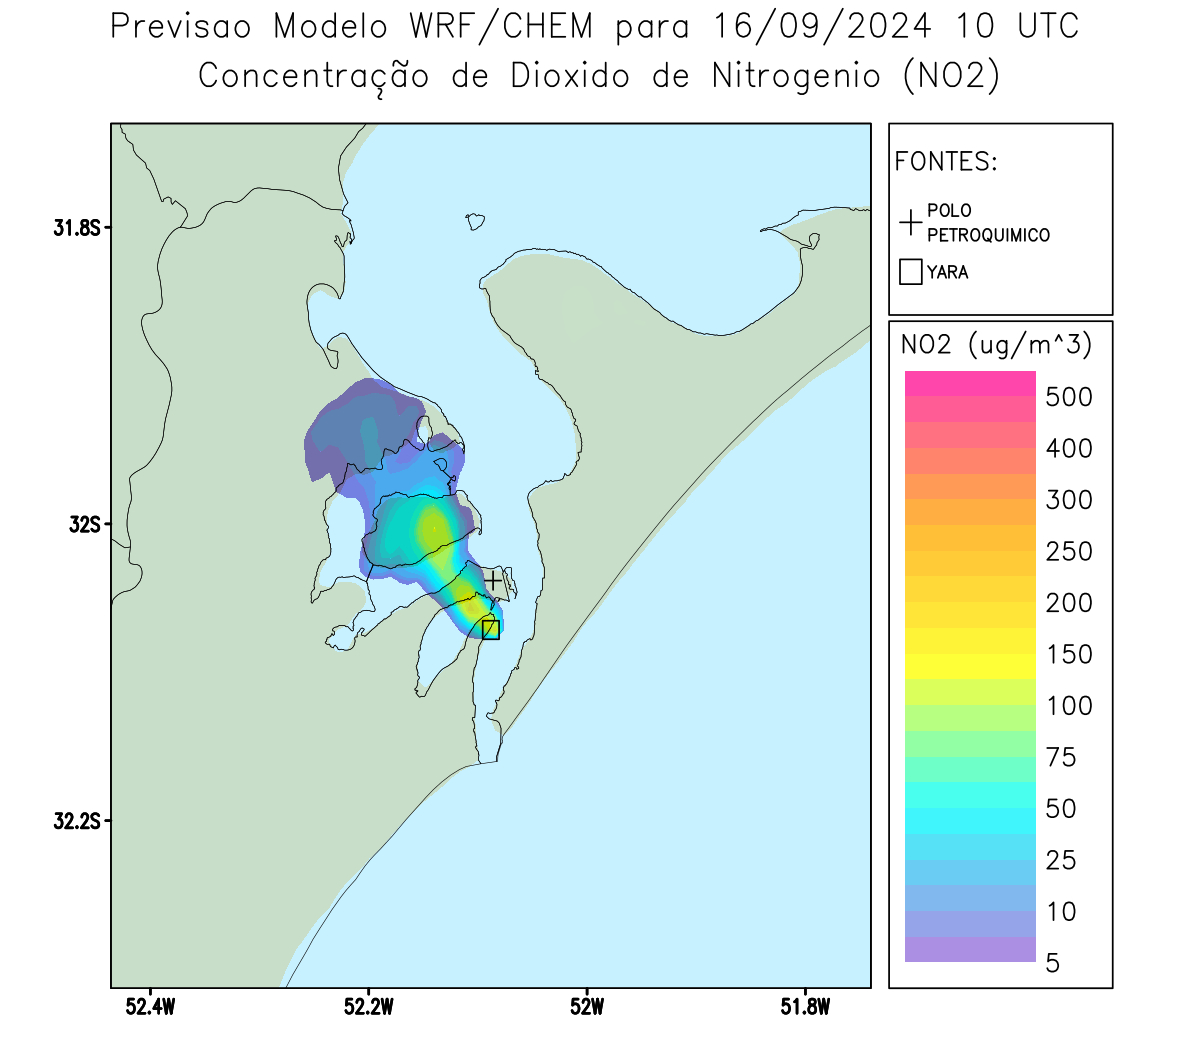 Previsao Modelo WRF/CHEM para 16/09/2024 10 UTC
Concentração de Dioxido de Nitrogenio (NO2)
FONTES:
POLO
PETROQUIMICO
YARA
NO2 (ug/m^3)
500
400
300
250
200
150
100
75
50
25
10
5
31.8S
32S
32.2S
52.4W
52.2W
52W
51.8W